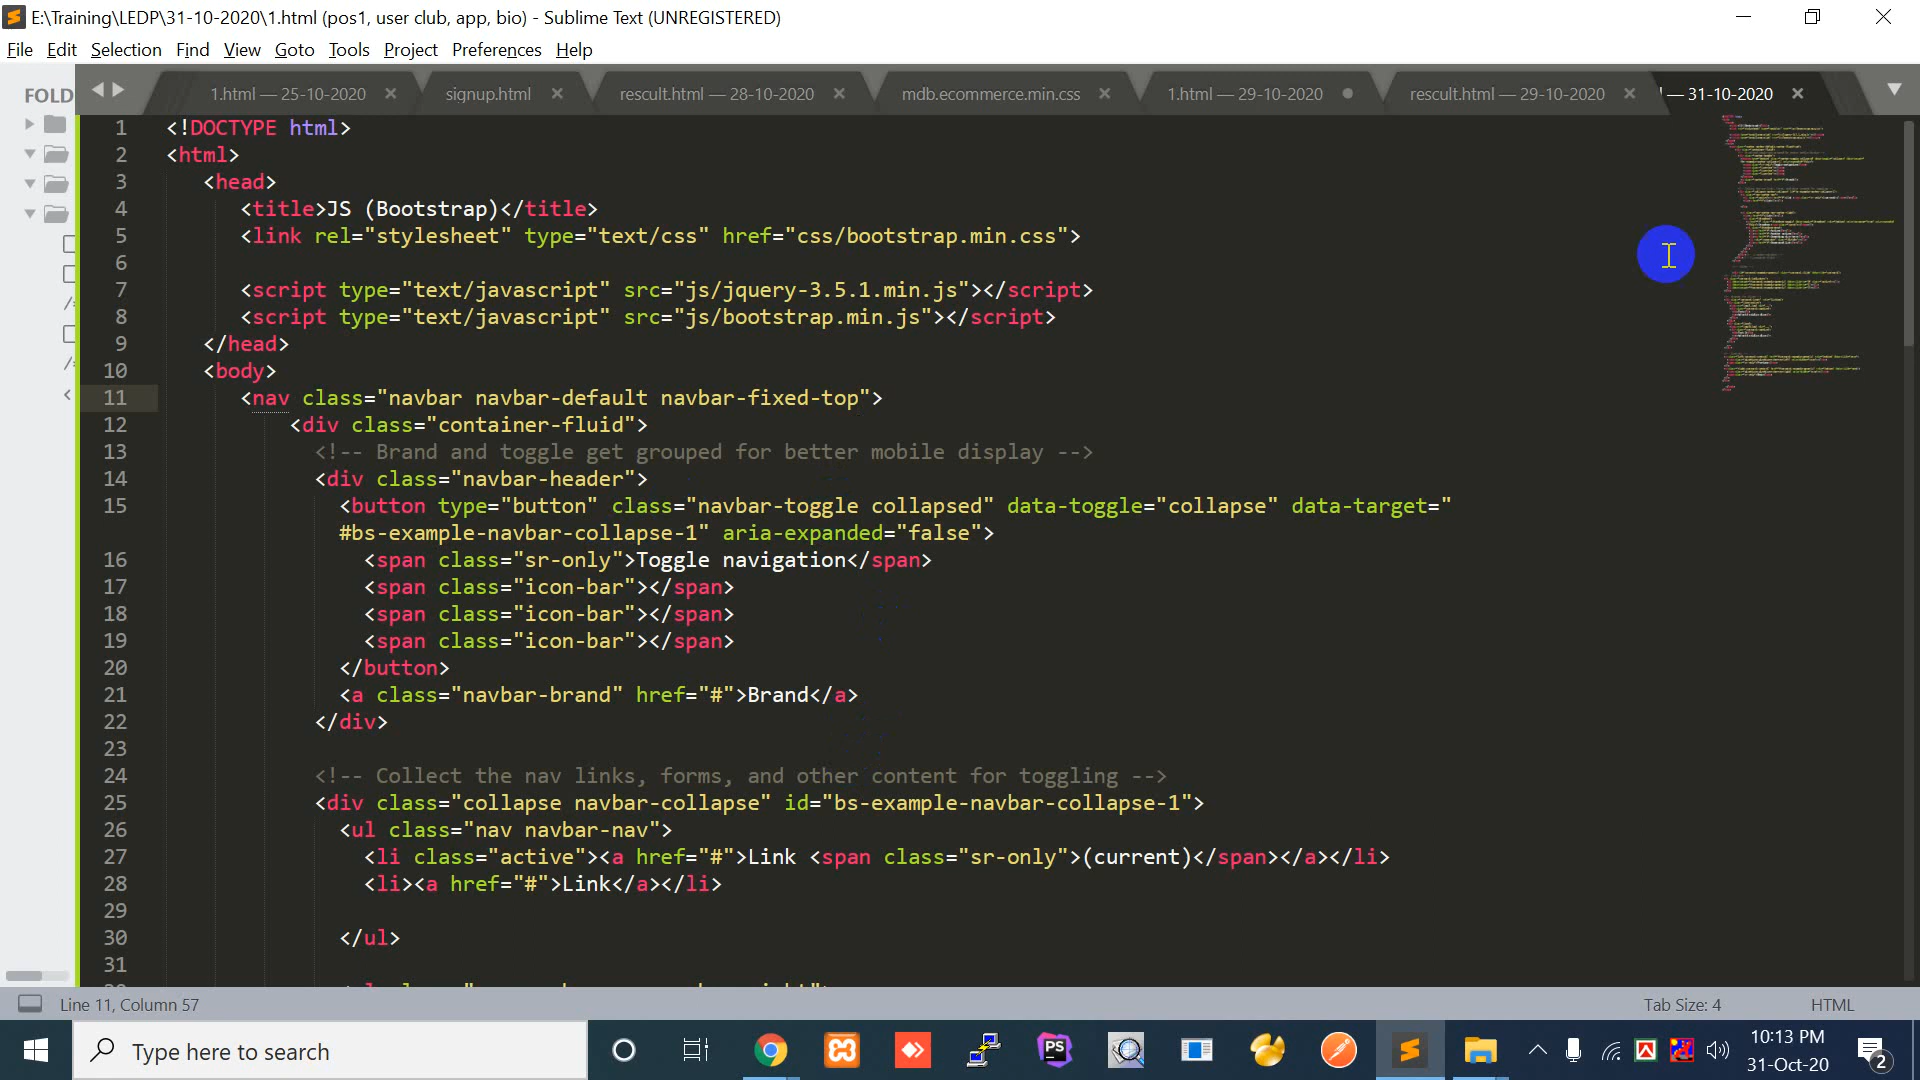 E:\Training\LEDP\31-10-2020\1.html (pos1, user club, app, bio) - Sublime Text (UNREGISTERED)
File Edit Selection Find View Goto Tools Project Preferences Help
FOLD
1.html — 25-10-2020
signup.html
rescult.html — 28-10-2020
mdb.ecommerce.min.css
1.html — 29-10-2020
rescult.html — 29-10-2020
— 31-10-2020
1 <!DOCTYPE html>
2 <html>
3 <head>
4 <title>JS (Bootstrap)</title>
5 <link rel="stylesheet" type="text/css" href="css/bootstrap.min.css">
6
7 <script type="text/javascript" src="js/jquery-3.5.1.min.js"></script>
8 <script type="text/javascript" src="js/bootstrap.min.js"></script>
9 </head>
10 <body>
11 <nav class="navbar navbar-default navbar-fixed-top">
12 <div class="container-fluid">
13 <!-- Brand and toggle get grouped for better mobile display -->
14 <div class="navbar-header">
15 <button type="button" class="navbar-toggle collapsed" data-toggle="collapse" data-target="
#bs-example-navbar-collapse-1" aria-expanded="false">
16 <span class="sr-only">Toggle navigation</span>
17 <span class="icon-bar"></span>
18 <span class="icon-bar"></span>
19 <span class="icon-bar"></span>
20 </button>
21 <a class="navbar-brand" href="#">Brand</a>
22 </div>
23
24 <!-- Collect the nav links, forms, and other content for toggling -->
25 <div class="collapse navbar-collapse" id="bs-example-navbar-collapse-1">
26 <ul class="nav navbar-nav">
27 <li class="active"><a href="#">Link <span class="sr-only">(current)</span></a></li>
28 <li><a href="#">Link</a></li>
29
30 </ul>
31
Line 11, Column 57
Tab Size: 4
HTML
Type here to search
PS
10:13 PM
31-Oct-20
2